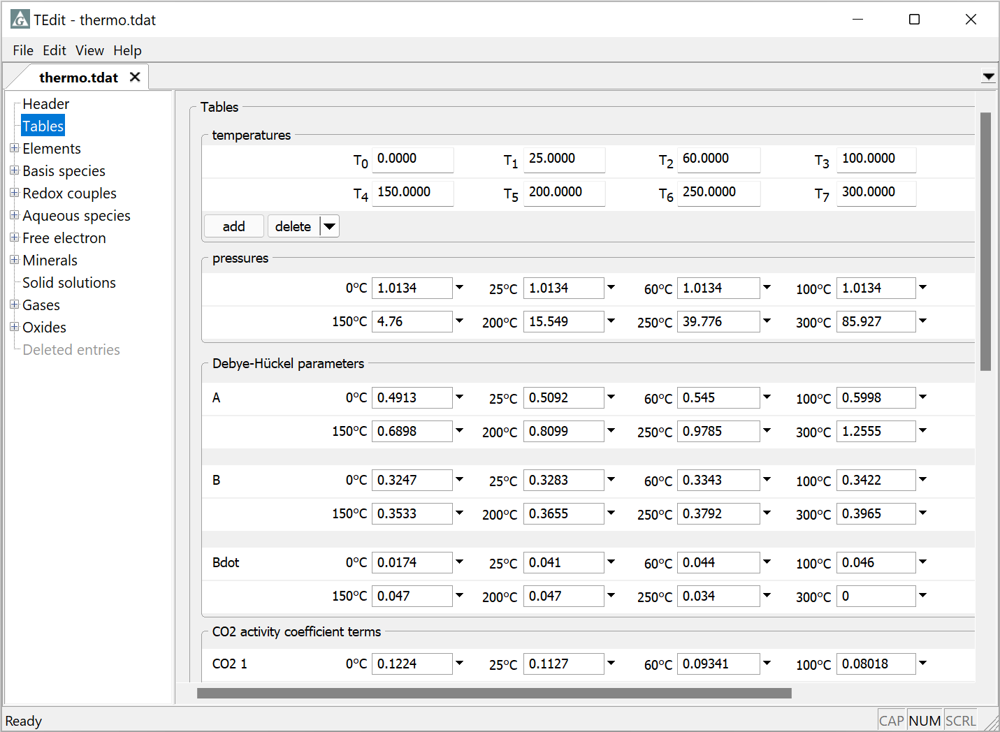 TEdit - thermo.tdat
File Edit View Help
thermo.tdat
Header
Tables
Elements
Basis species
Redox couples
Aqueous species
Free electron
Minerals
Solid solutions
Gases
Oxides
Deleted entries
Tables
temperatures
T0 0.0000 T1 25.0000 T2 60.0000 T3 100.0000
T4 150.0000 T5 200.0000 T6 250.0000 T7 300.0000
add delete
pressures
0°C 1.0134 25°C 1.0134 60°C 1.0134 100°C 1.0134
150°C 4.76 200°C 15.549 250°C 39.776 300°C 85.927
Debye-Hückel parameters
A 0°C 0.4913 25°C 0.5092 60°C 0.545 100°C 0.5998
150°C 0.6898 200°C 0.8099 250°C 0.9785 300°C 1.2555
B 0°C 0.3247 25°C 0.3283 60°C 0.3343 100°C 0.3422
150°C 0.3533 200°C 0.3655 250°C 0.3792 300°C 0.3965
Bdot 0°C 0.0174 25°C 0.041 60°C 0.044 100°C 0.046
150°C 0.047 200°C 0.047 250°C 0.034 300°C 0
CO2 activity coefficient terms
CO2 1 0°C 0.1224 25°C 0.1127 60°C 0.09341 100°C 0.08018
Ready CAP NUM SCRL